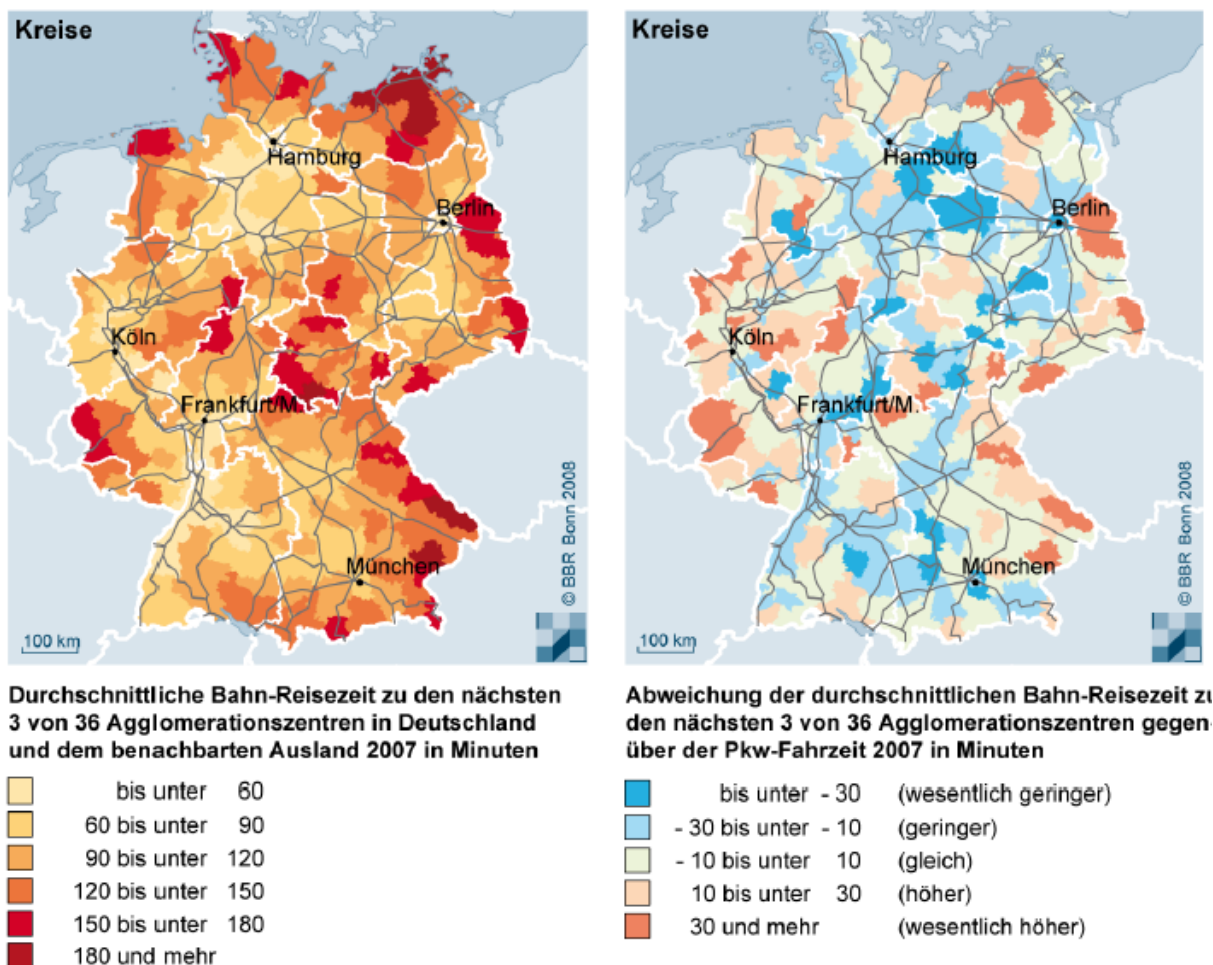 Kreise
Hamburg
Berlin
Köln
Frankfurt/M.
München
100 km
© BBR Bonn 2008
Durchschnittliche Bahn-Reisezeit zu den nächsten
3 von 36 Agglomerationszentren in Deutschland
und dem benachbarten Ausland 2007 in Minuten
bis unter 60
60 bis unter 90
90 bis unter 120
120 bis unter 150
150 bis unter 180
180 und mehr
Kreise
Hamburg
Berlin
Köln
Frankfurt/M.
München
100 km
© BBR Bonn 2008
Abweichung der durchschnittlichen Bahn-Reisezeit zu
den nächsten 3 von 36 Agglomerationszentren gegen-
über der Pkw-Fahrzeit 2007 in Minuten
bis unter - 30 (wesentlich geringer)
- 30 bis unter - 10 (geringer)
- 10 bis unter 10 (gleich)
10 bis unter 30 (höher)
30 und mehr (wesentlich höher)